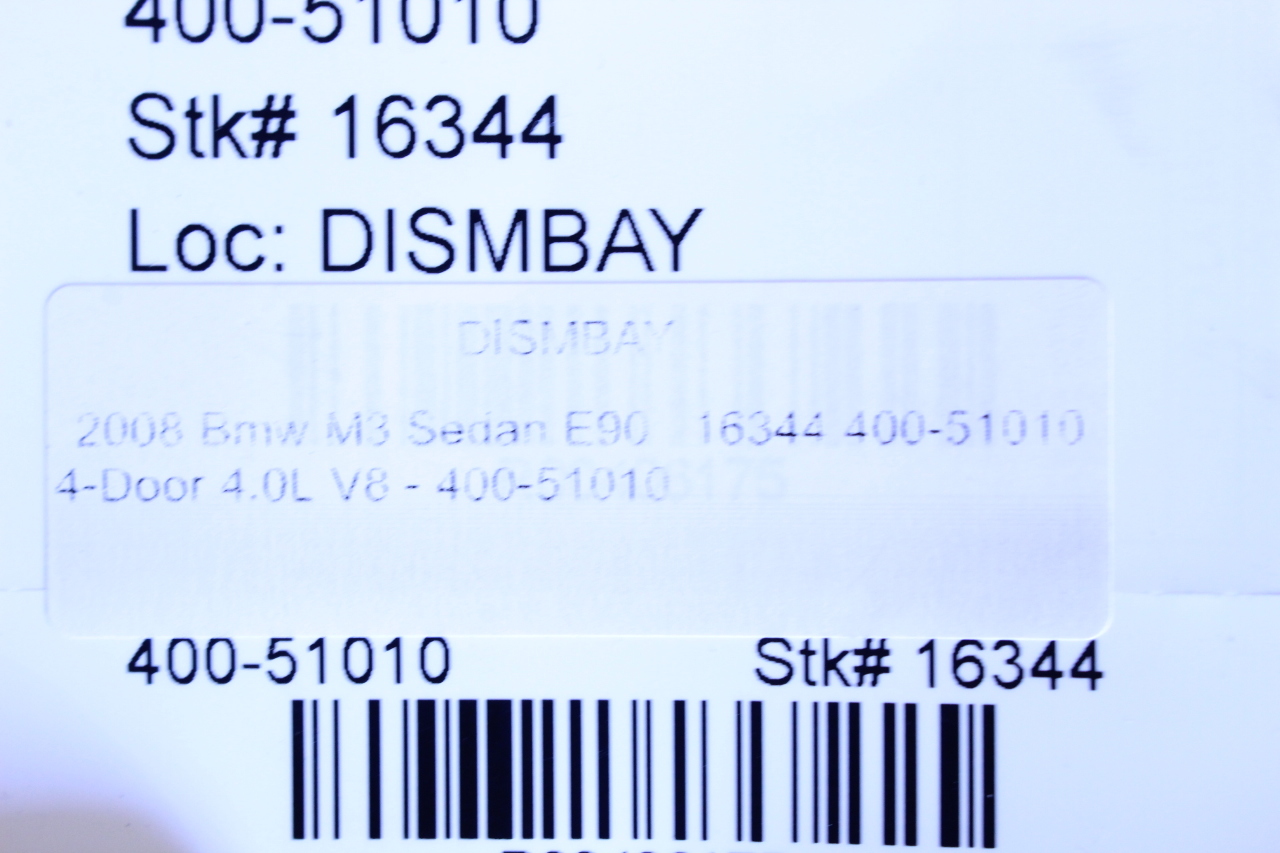 400-51010
Stk# 16344
Loc: DISMBAY
DISMBAY
2008 Bmw M3 Sedan E90 16344 400-51010
4-Door 4.0L V8 - 400-51010
400-51010 Stk# 16344